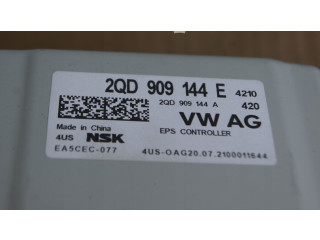 2QD 909 144 E 4210
2QD 909 144 A 420
VW AG
Made in China
4US NSK EPS CONTROLLER
EA5CEC-077 4US-OAG20.07.2100011644